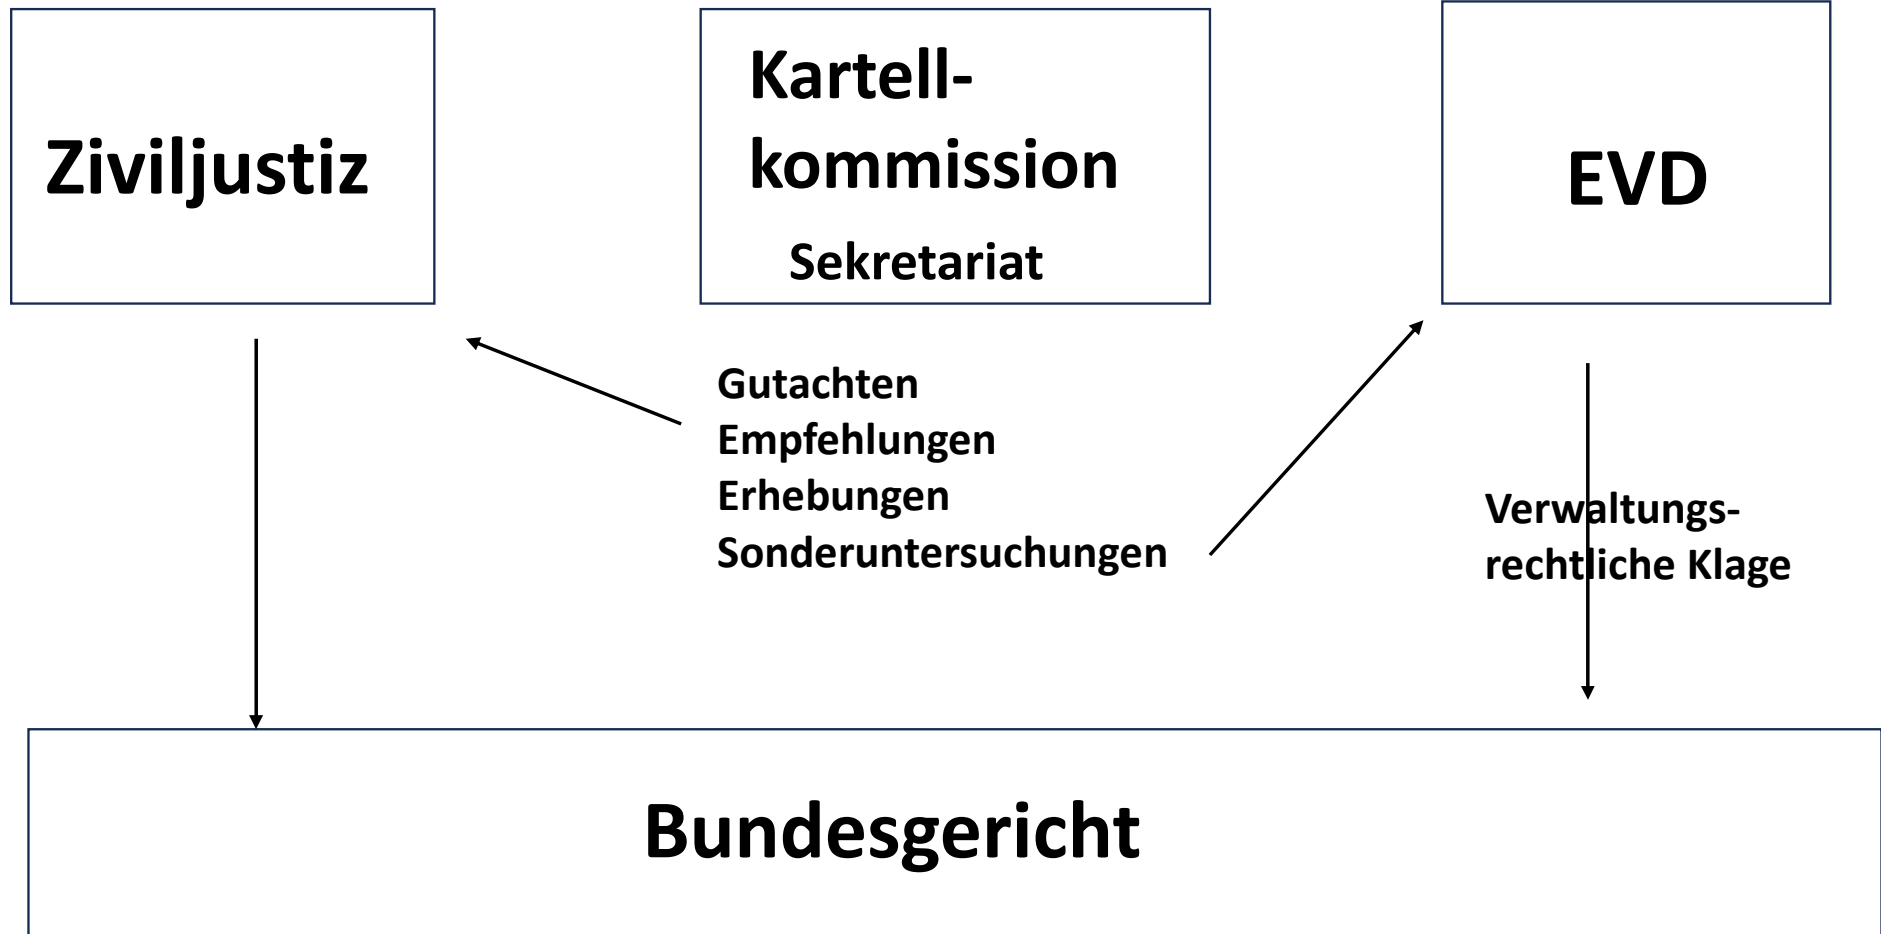 Ziviljustiz
Kartell-
kommission
Sekretariat
EVD
Gutachten
Empfehlungen
Erhebungen
Sonderuntersuchungen
Verwaltungs-
rechtliche Klage
Bundesgericht